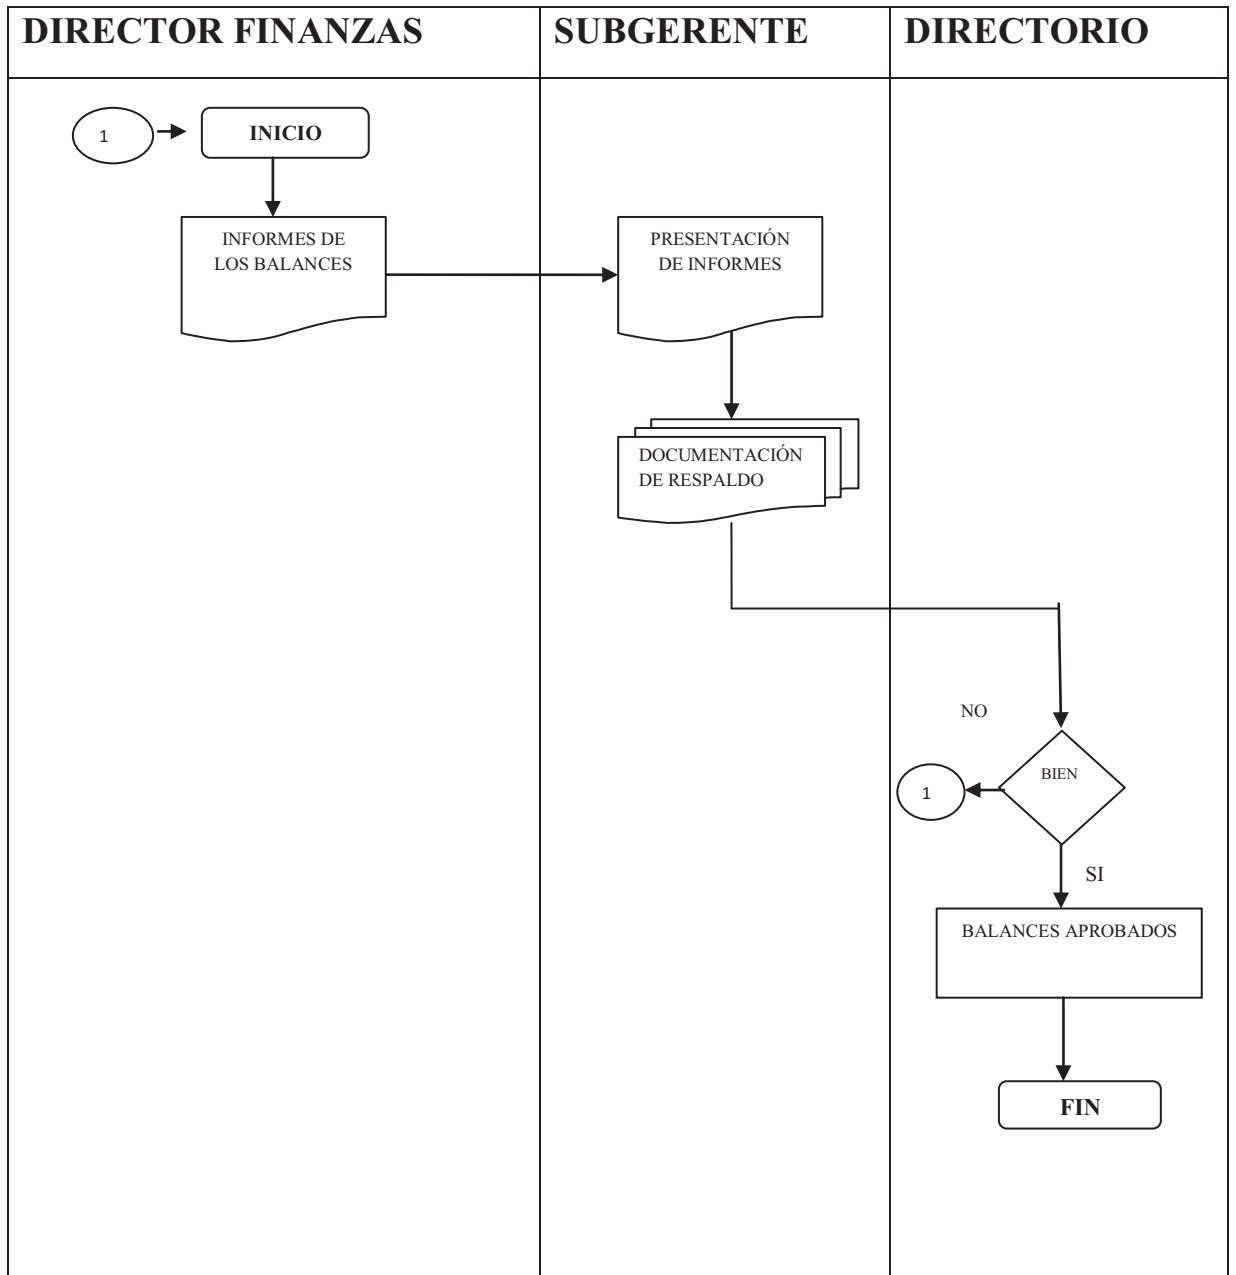 DIRECTOR FINANZAS
SUBGERENTE
DIRECTORIO
1
INICIO
INFORMES DE
LOS BALANCES
PRESENTACIÓN
DE INFORMES
DOCUMENTACIÓN
DE RESPALDO
NO
BIEN
1
SI
BALANCES APROBADOS
FIN